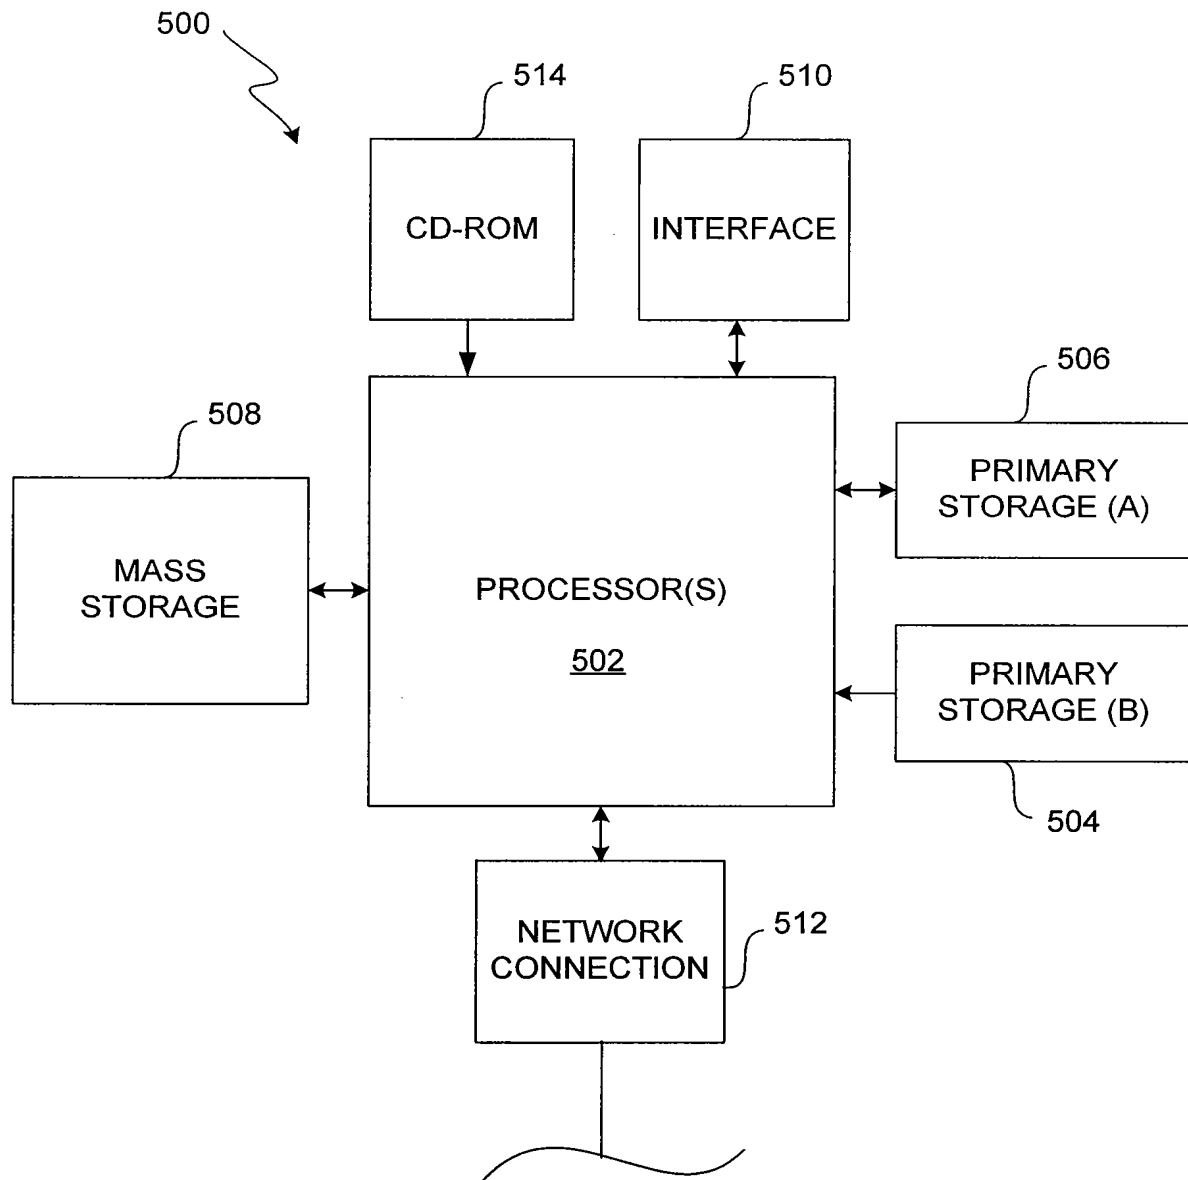 500
514
510
CD-ROM
INTERFACE
506
508
PRIMARY
STORAGE (A)
MASS
STORAGE
PROCESSOR(S)
502
PRIMARY
STORAGE (B)
504
NETWORK
CONNECTION
512